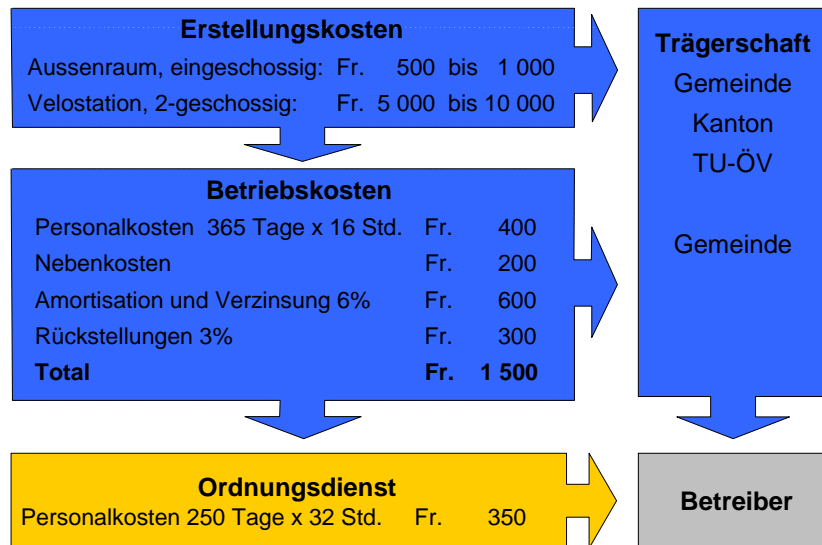 Erstellungskosten
Aussenraum, eingeschossig: Fr. 500 bis 1 000
Velostation, 2-geschossig: Fr. 5 000 bis 10 000
Trägerschaft
Gemeinde
Kanton
TU-ÖV
Gemeinde
Betriebskosten
Personalkosten 365 Tage x 16 Std. Fr. 400
Nebenkosten Fr. 200
Amortisation und Verzinsung 6% Fr. 600
Rückstellungen 3% Fr. 300
Total Fr. 1 500
Ordnungsdienst
Personalkosten 250 Tage x 32 Std. Fr. 350
Betreiber